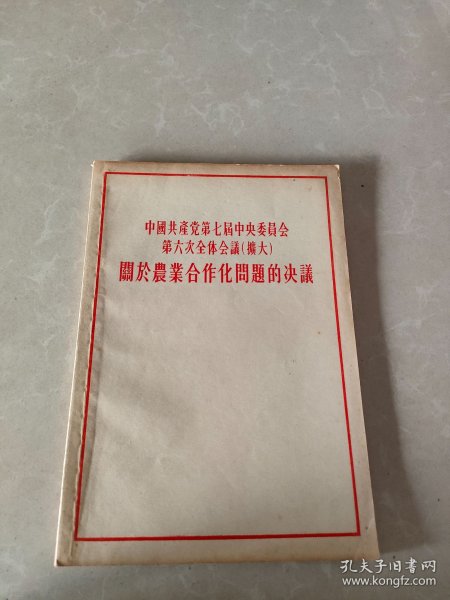 中國共產党第七屆中央委員会
第六次全体会議(擴大)
關於農業合作化問題的决議
孔夫子旧书网
www.kongfz.com